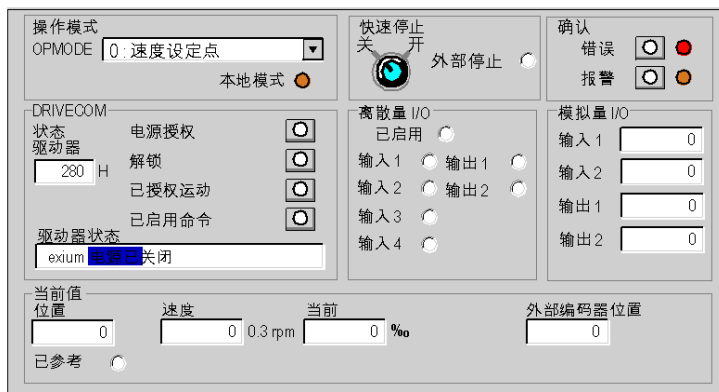 操作模式
OPMODE 0:速度设定点
本地模式
快速停止
关 开
外部停止
确认
错误
报警
DRIVECOM
状态
驱动器
280 H
电源授权
解锁
已授权运动
已启用命令
驱动器状态
exium 电源已关闭
离散量 I/O
已启用
输入1 输出1
输入2 输出2
输入3
输入4
模拟量 I/O
输入1 0
输入2 0
输出1 0
输出2 0
当前值
位置 速度 当前 外部编码器位置
0 0 0.3 rpm 0 ‰ 0
已参考